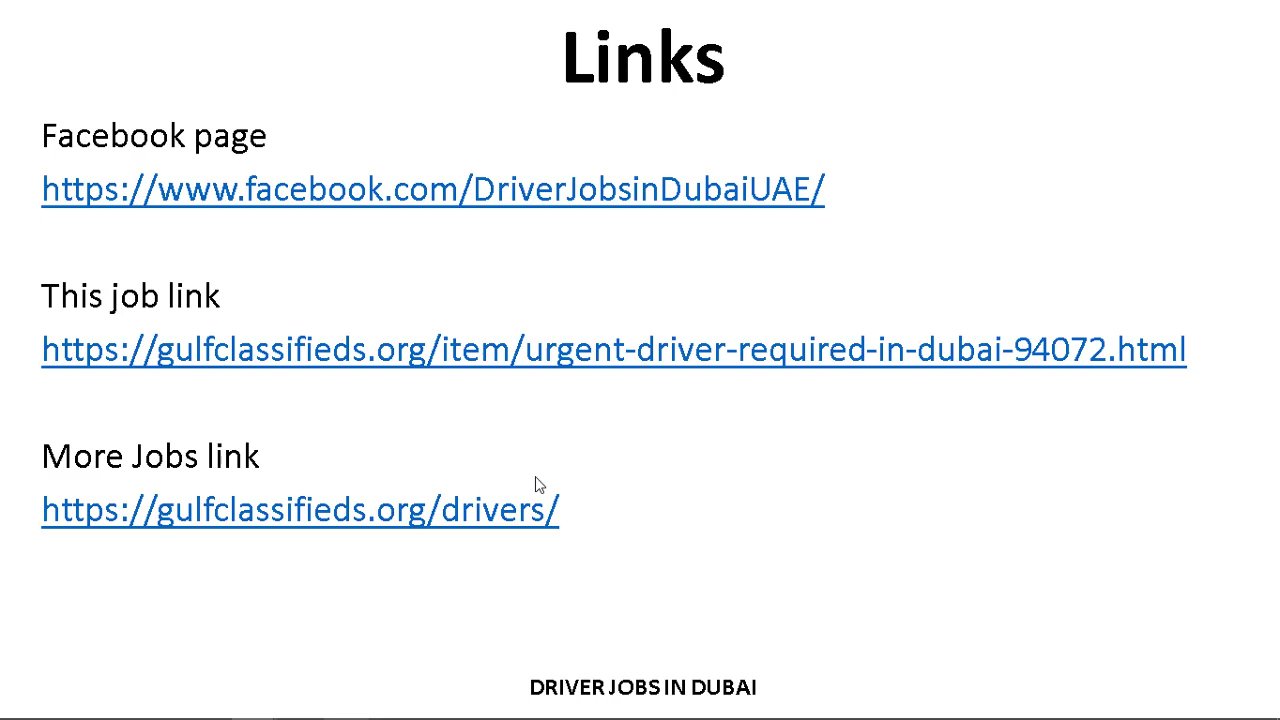 Links
Facebook page
https://www.facebook.com/DriverJobsinDubaiUAE/
This job link
https://gulfclassifieds.org/item/urgent-driver-required-in-dubai-94072.html
More Jobs link
https://gulfclassifieds.org/drivers/
DRIVER JOBS IN DUBAI